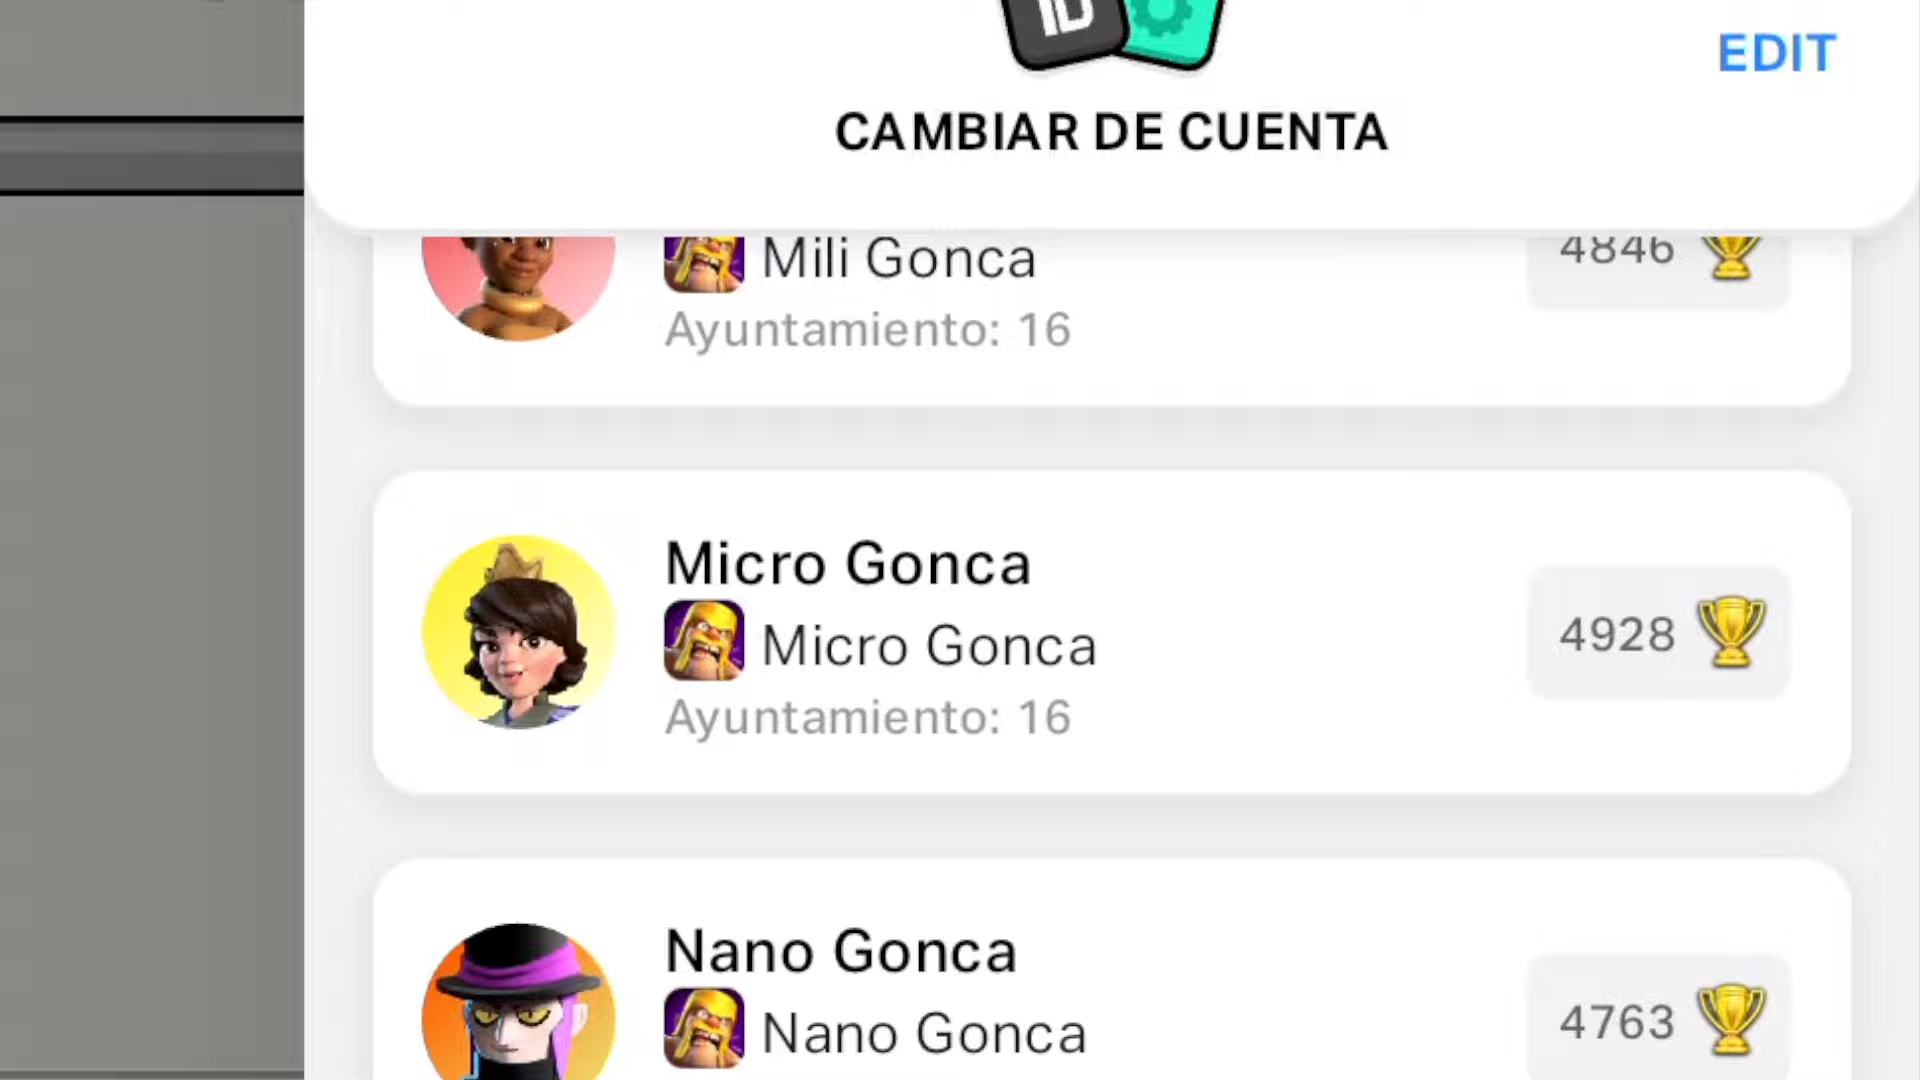 ID
EDIT
CAMBIAR DE CUENTA
Mili Gonca
4846
Ayuntamiento: 16
Micro Gonca
Micro Gonca
4928
Ayuntamiento: 16
Nano Gonca
Nano Gonca
4763